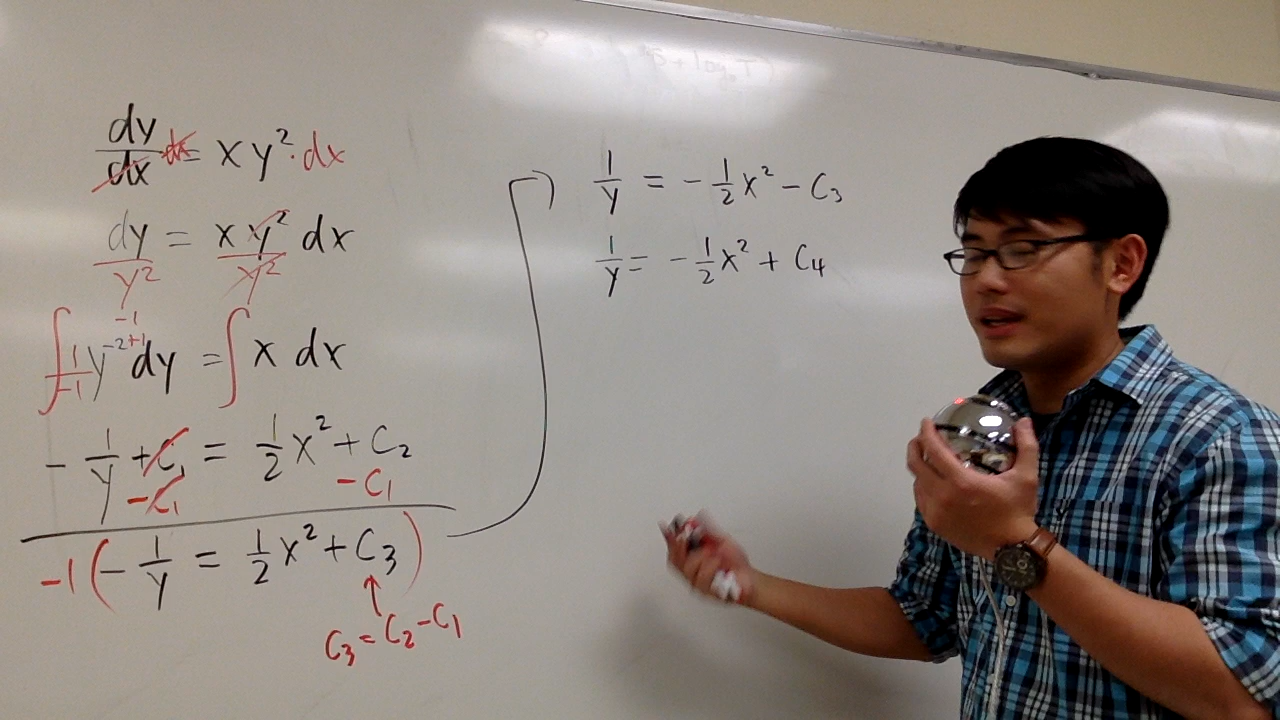 dy/dx dx = xy² · dx
dy/y² = xy²/y² dx
∫ 1/-1 y^-2+1 -1 dy = ∫ x dx
- 1/y + C₁ = 1/2 x² + C₂
- C₁ - C₁
-1 ( - 1/y = 1/2 x² + C₃ )
C₃ = C₂ - C₁
1/y = - 1/2 x² - C₃
1/y = - 1/2 x² + C₄